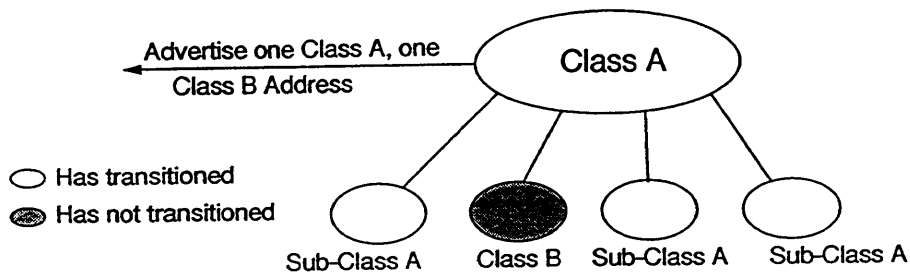 Advertise one Class A, one
Class B Address
Class A
Has transitioned
Has not transitioned
Sub-Class A
Class B
Sub-Class A
Sub-Class A